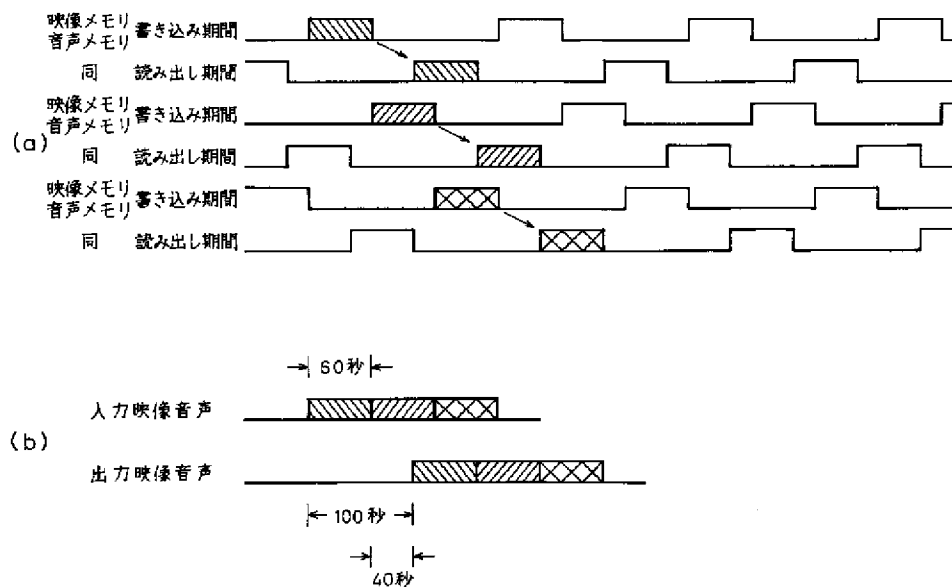 映像メモリ
音声メモリ 書き込み期間
同 読み出し期間
映像メモリ
音声メモリ 書き込み期間
(a)
同 読み出し期間
映像メモリ
音声メモリ 書き込み期間
同 読み出し期間
60秒
入力映像音声
(b)
出力映像音声
100秒
40秒